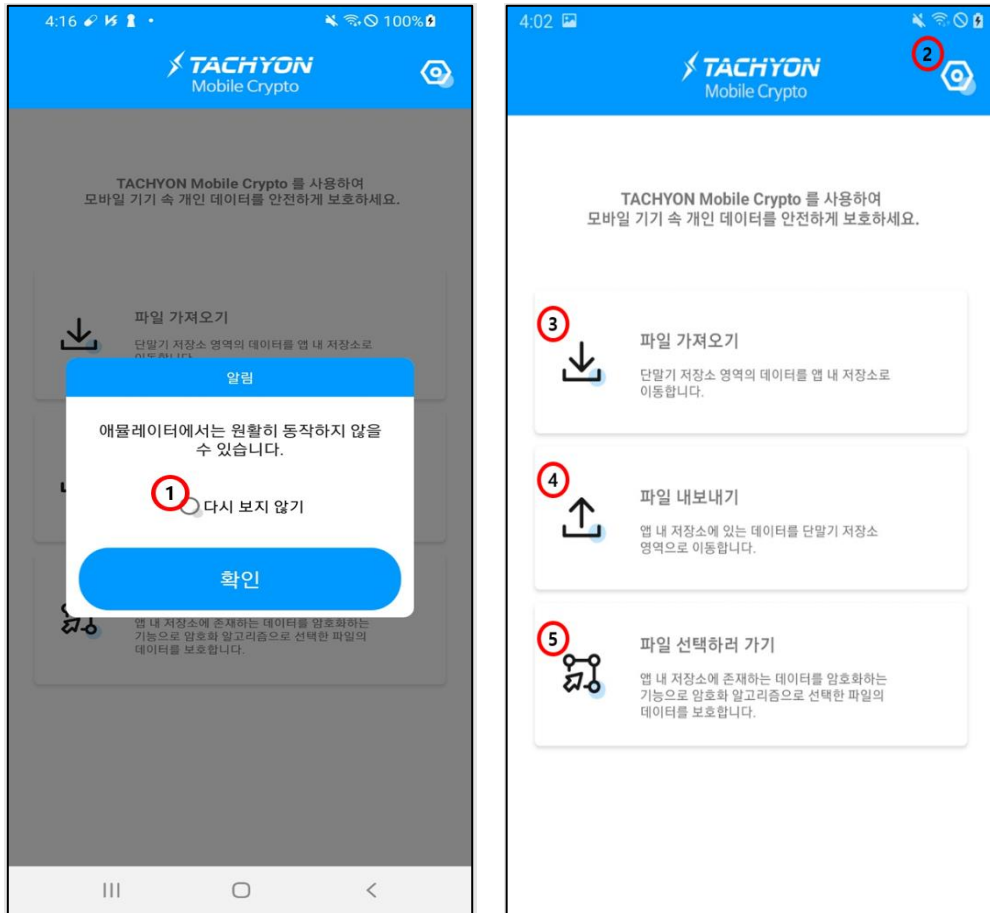 4:16
100%
TACHYON
Mobile Crypto
TACHYON Mobile Crypto 를 사용하여
모바일 기기 속 개인 데이터를 안전하게 보호하세요.
파일 가져오기
단말기 저장소 영역의 데이터를 앱 내 저장소로
이동합니다.
알림
애뮬레이터에서는 원활히 동작하지 않을
수 있습니다.
1
다시 보지 않기
확인
앱 내 저장소에 존재하는 데이터를 암호화하는
기능으로 암호화 알고리즘으로 선택한 파일의
데이터를 보호합니다.
4:02
TACHYON
Mobile Crypto
2
TACHYON Mobile Crypto 를 사용하여
모바일 기기 속 개인 데이터를 안전하게 보호하세요.
3
파일 가져오기
단말기 저장소 영역의 데이터를 앱 내 저장소로
이동합니다.
4
파일 내보내기
앱 내 저장소에 있는 데이터를 단말기 저장소
영역으로 이동합니다.
5
파일 선택하러 가기
앱 내 저장소에 존재하는 데이터를 암호화하는
기능으로 암호화 알고리즘으로 선택한 파일의
데이터를 보호합니다.